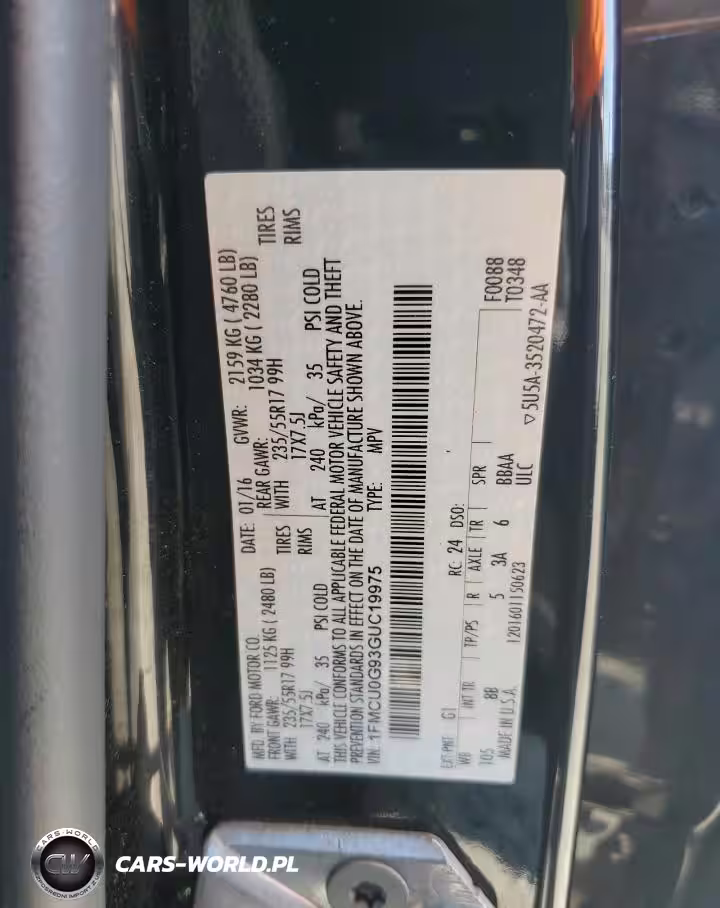 MFD. BY FORD MOTOR CO. DATE: 01/16 GVWR: 2159 KG ( 4760 LB)
FRONT GAWR: 1125 KG ( 2480 LB) REAR GAWR: 1034 KG ( 2280 LB)
WITH 235/55R17 99H TIRES WITH 235/55R17 99H TIRES
17X7.5J RIMS 17X7.5J RIMS
AT 240 kPa/ 35 PSI COLD AT 240 kPa/ 35 PSI COLD
THIS VEHICLE CONFORMS TO ALL APPLICABLE FEDERAL MOTOR VEHICLE SAFETY AND THEFT
PREVENTION STANDARDS IN EFFECT ON THE DATE OF MANUFACTURE SHOWN ABOVE.
VIN: 1FMCU0G93GUC19975 TYPE: MPV
F0088
T0348
EXT PNT: G1 RC: 24 DSO:
WB INT TR TP/PS R AXLE TR SPR
105 8B 5 3A 6 BBAA
ULC
MADE IN U.S.A. 1201601150623 ▽5U5A-3520472-AA
CARS-WORLD
CW
CARS-WORLD.PL